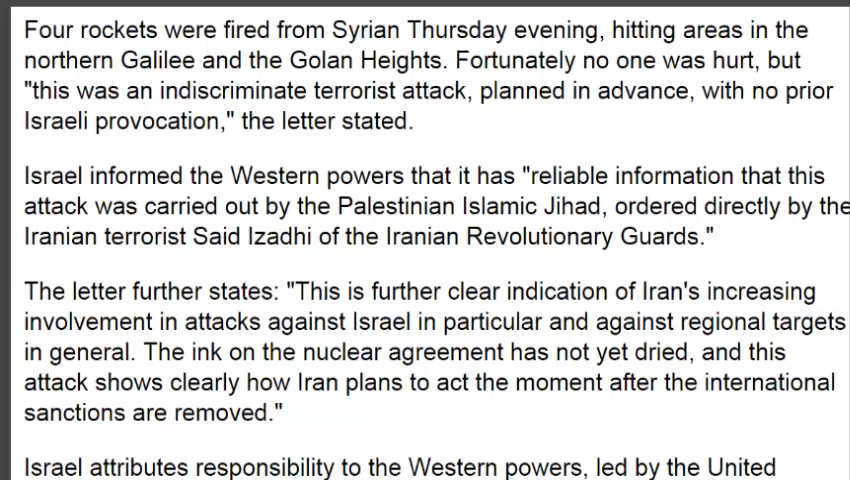 Four rockets were fired from Syrian Thursday evening, hitting areas in the
northern Galilee and the Golan Heights. Fortunately no one was hurt, but
"this was an indiscriminate terrorist attack, planned in advance, with no prior
Israeli provocation," the letter stated.
Israel informed the Western powers that it has "reliable information that this
attack was carried out by the Palestinian Islamic Jihad, ordered directly by the
Iranian terrorist Said Izadhi of the Iranian Revolutionary Guards."
The letter further states: "This is further clear indication of Iran's increasing
involvement in attacks against Israel in particular and against regional targets
in general. The ink on the nuclear agreement has not yet dried, and this
attack shows clearly how Iran plans to act the moment after the international
sanctions are removed."
Israel attributes responsibility to the Western powers, led by the United